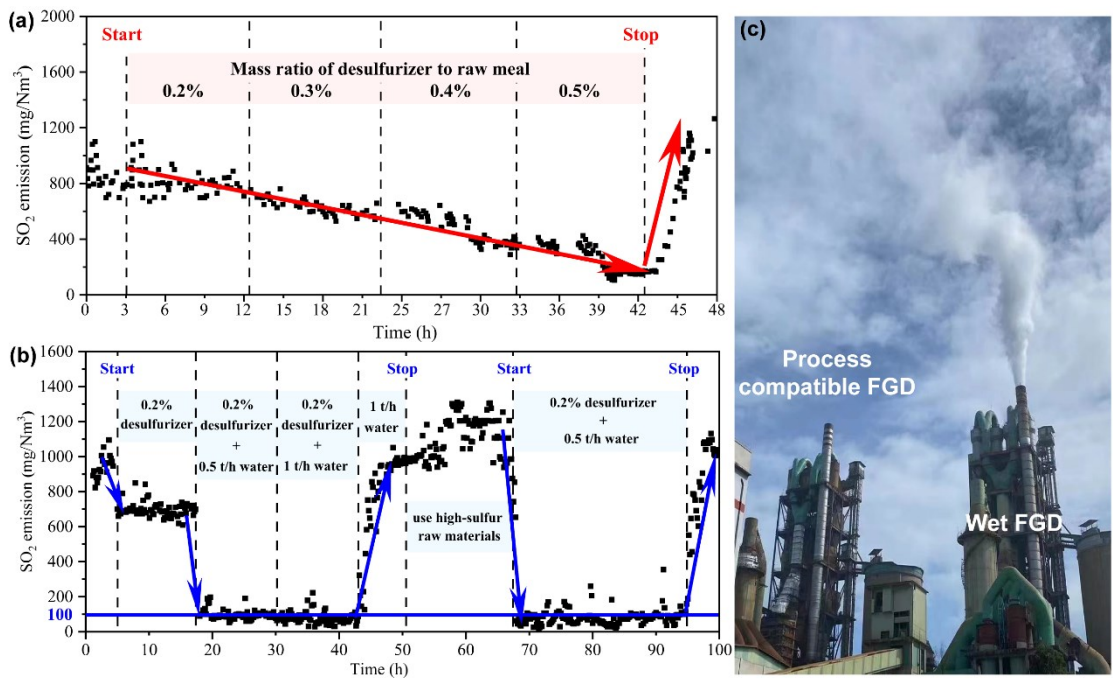 (a)
Start
Stop
Mass ratio of desulfurizer to raw meal
0.2% 0.3% 0.4% 0.5%
SO₂ emission (mg/Nm³)
2000
1600
1200
800
400
0
0 3 6 9 12 15 18 21 24 27 30 33 36 39 42 45 48
Time (h)
(b)
Start Stop Start Stop
0.2%
desulfurizer
0.2%
desulfurizer
+
0.5 t/h water
0.2%
desulfurizer
+
1 t/h water
1 t/h
water
use high-sulfur
raw materials
0.2% desulfurizer
+
0.5 t/h water
SO₂ emission (mg/Nm³)
1600
1400
1200
1000
800
600
400
200
100
0
0 10 20 30 40 50 60 70 80 90 100
Time (h)
(c)
Process
compatible FGD
Wet FGD